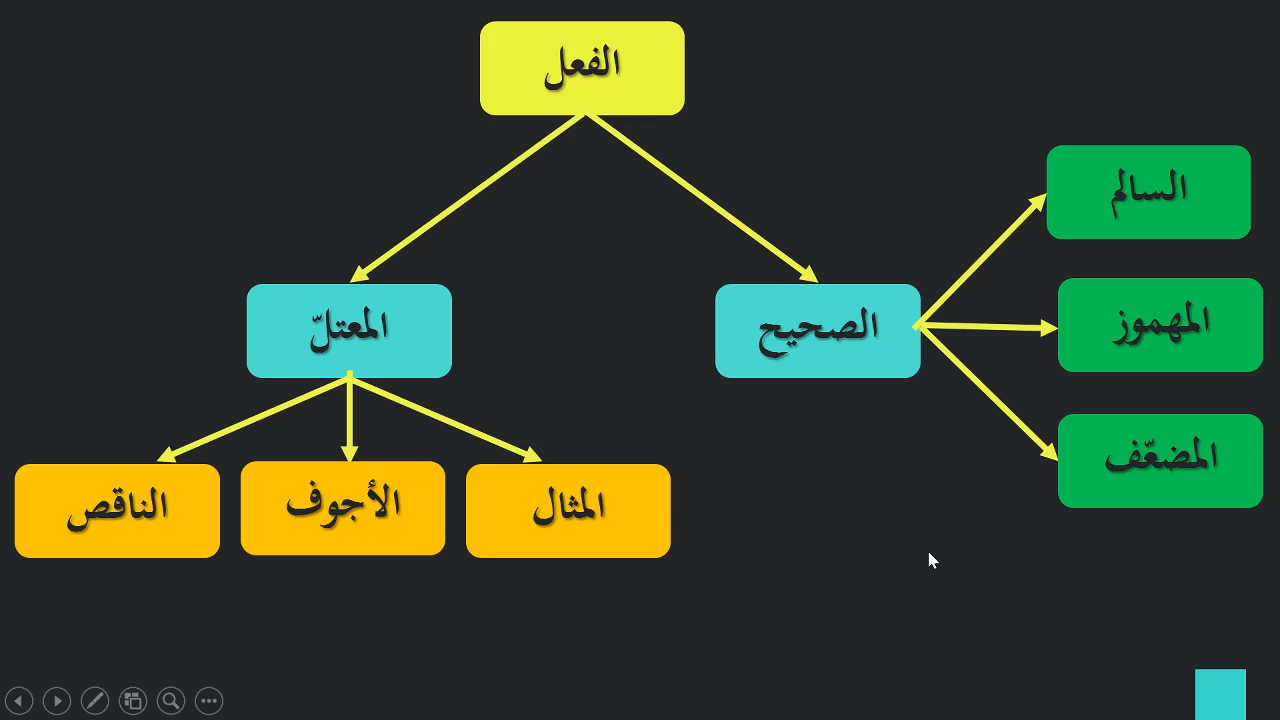 الفعل
الصحيح
السالم
المهموز
المضعّف
المعتلّ
المثال
الأجوف
الناقص